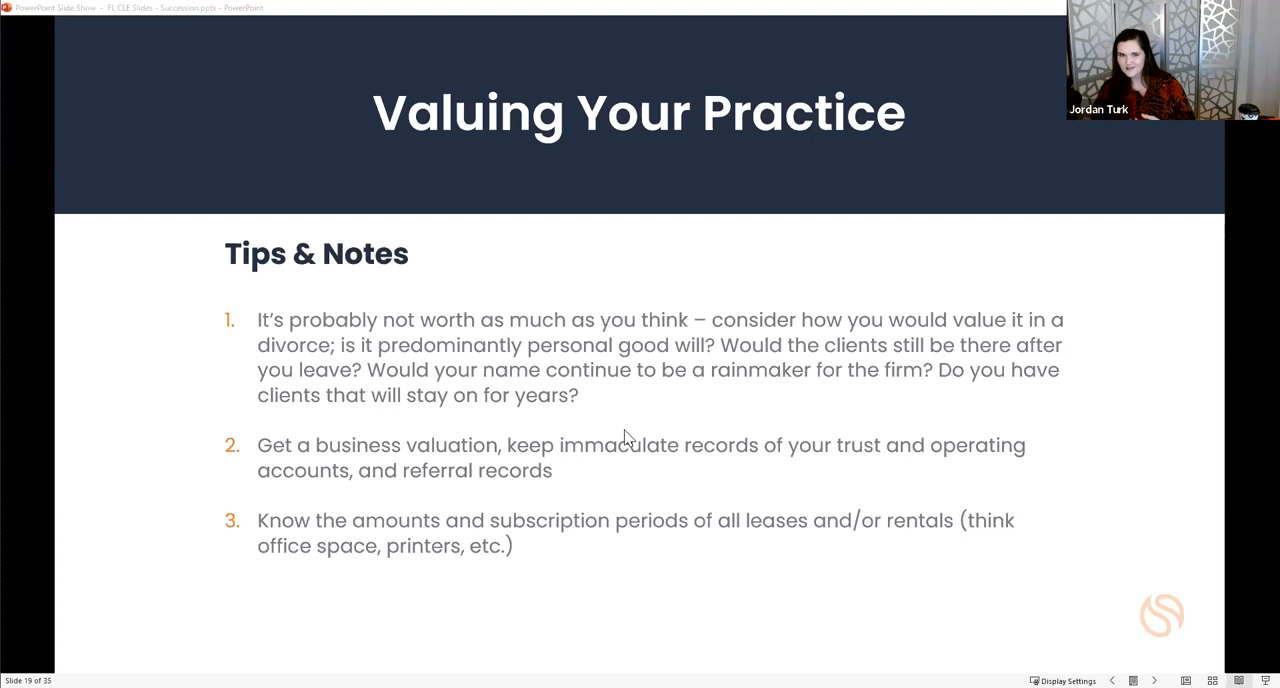 PowerPoint Slide Show - FL CLE Slides - Succession.pptx - PowerPoint
Valuing Your Practice
Jordan Turk
Tips & Notes
1. It’s probably not worth as much as you think – consider how you would value it in a
divorce; is it predominantly personal good will? Would the clients still be there after
you leave? Would your name continue to be a rainmaker for the firm? Do you have
clients that will stay on for years?
2. Get a business valuation, keep immaculate records of your trust and operating
accounts, and referral records
3. Know the amounts and subscription periods of all leases and/or rentals (think
office space, printers, etc.)
Slide 19 of 35
Display Settings